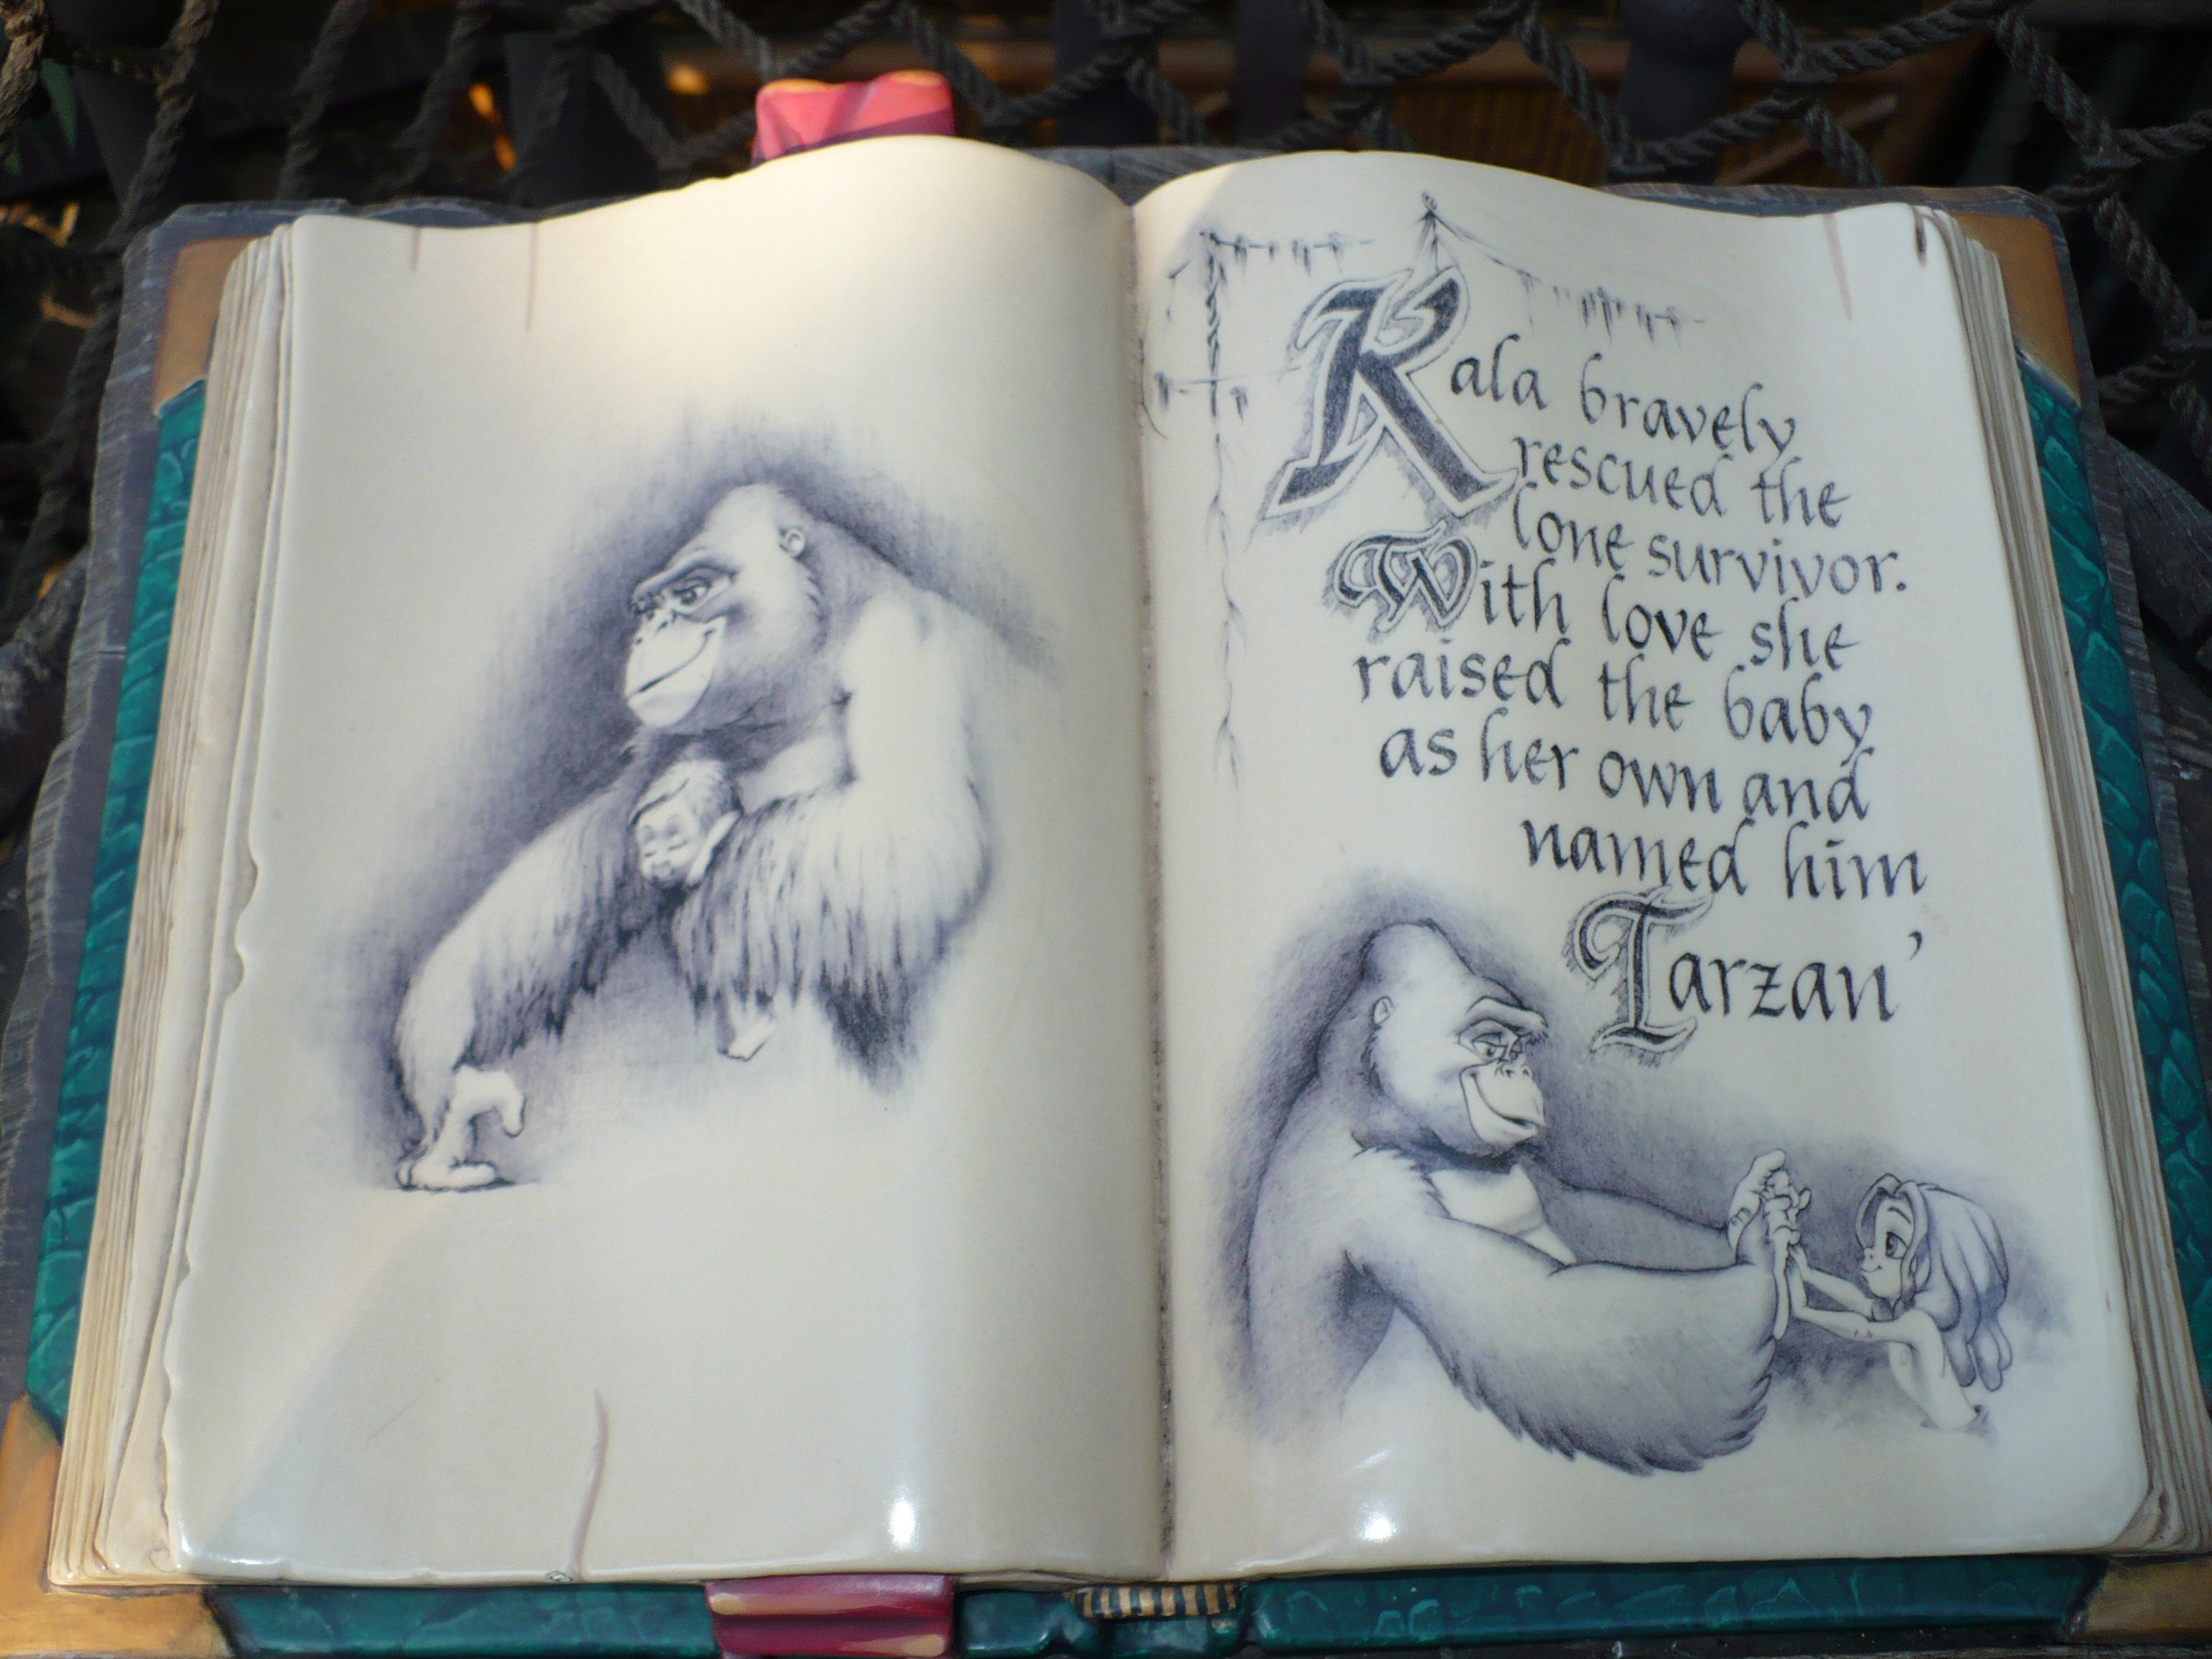 Kala bravely
rescued the
lone survivor.
With love she
raised the baby
as her own and
named him
Tarzan’